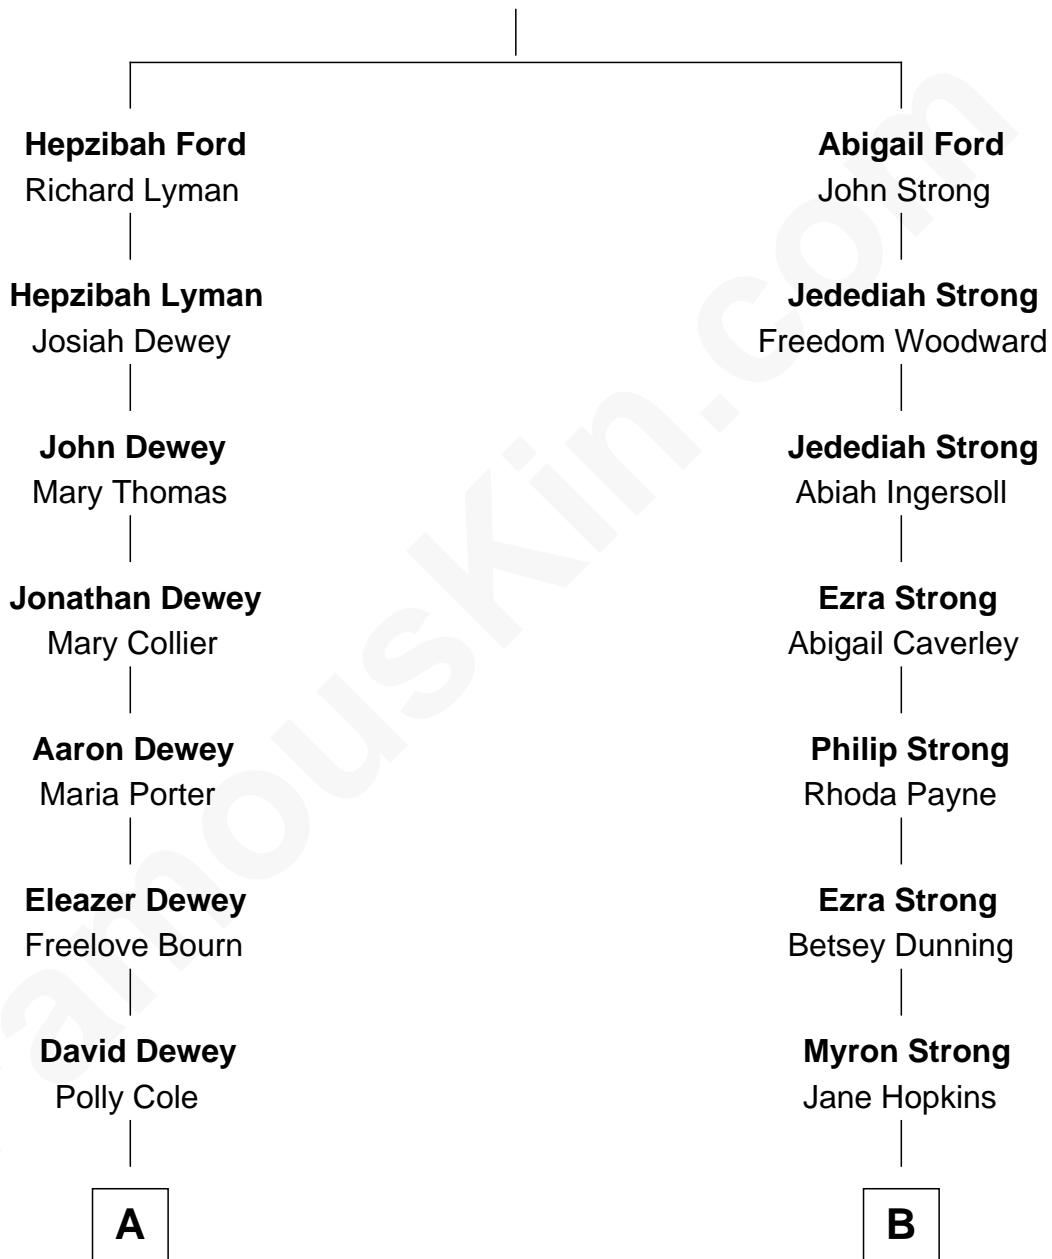 Hepzibah Ford
Richard Lyman
Abigail Ford
John Strong
Hepzibah Lyman
Josiah Dewey
Jedediah Strong
Freedom Woodward
John Dewey
Mary Thomas
Jedediah Strong
Abiah Ingersoll
Jonathan Dewey
Mary Collier
Ezra Strong
Abigail Caverley
Aaron Dewey
Maria Porter
Philip Strong
Rhoda Payne
Eleazer Dewey
Freelove Bourn
Ezra Strong
Betsey Dunning
David Dewey
Polly Cole
Myron Strong
Jane Hopkins
A
B
amouskin.com